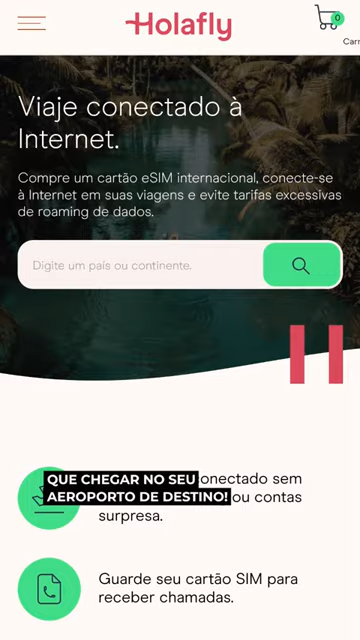 Holafly
0
Carr
Viaje conectado à
Internet.
Compre um cartão eSIM internacional, conecte-se
à Internet em suas viagens e evite tarifas excessivas
de roaming de dados.
Digite um país ou continente.
QUE CHEGAR NO SEU onectado sem
AEROPORTO DE DESTINO! ou contas
surpresa.
Guarde seu cartão SIM para
receber chamadas.